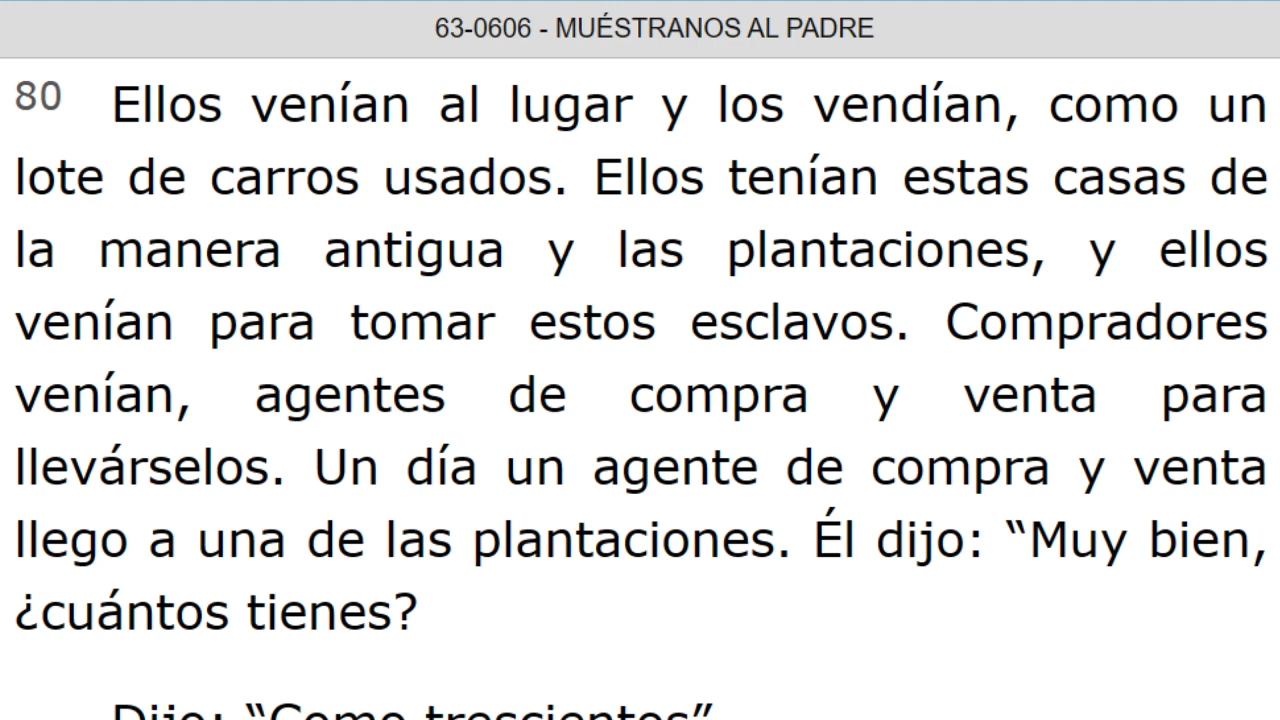 63-0606 - MUÉSTRANOS AL PADRE
80 Ellos venían al lugar y los vendían, como un
lote de carros usados. Ellos tenían estas casas de
la manera antigua y las plantaciones, y ellos
venían para tomar estos esclavos. Compradores
venían, agentes de compra y venta para
llevárselos. Un día un agente de compra y venta
llego a una de las plantaciones. Él dijo: “Muy bien,
¿cuántos tienes?
Dijo: “Como trescientos”